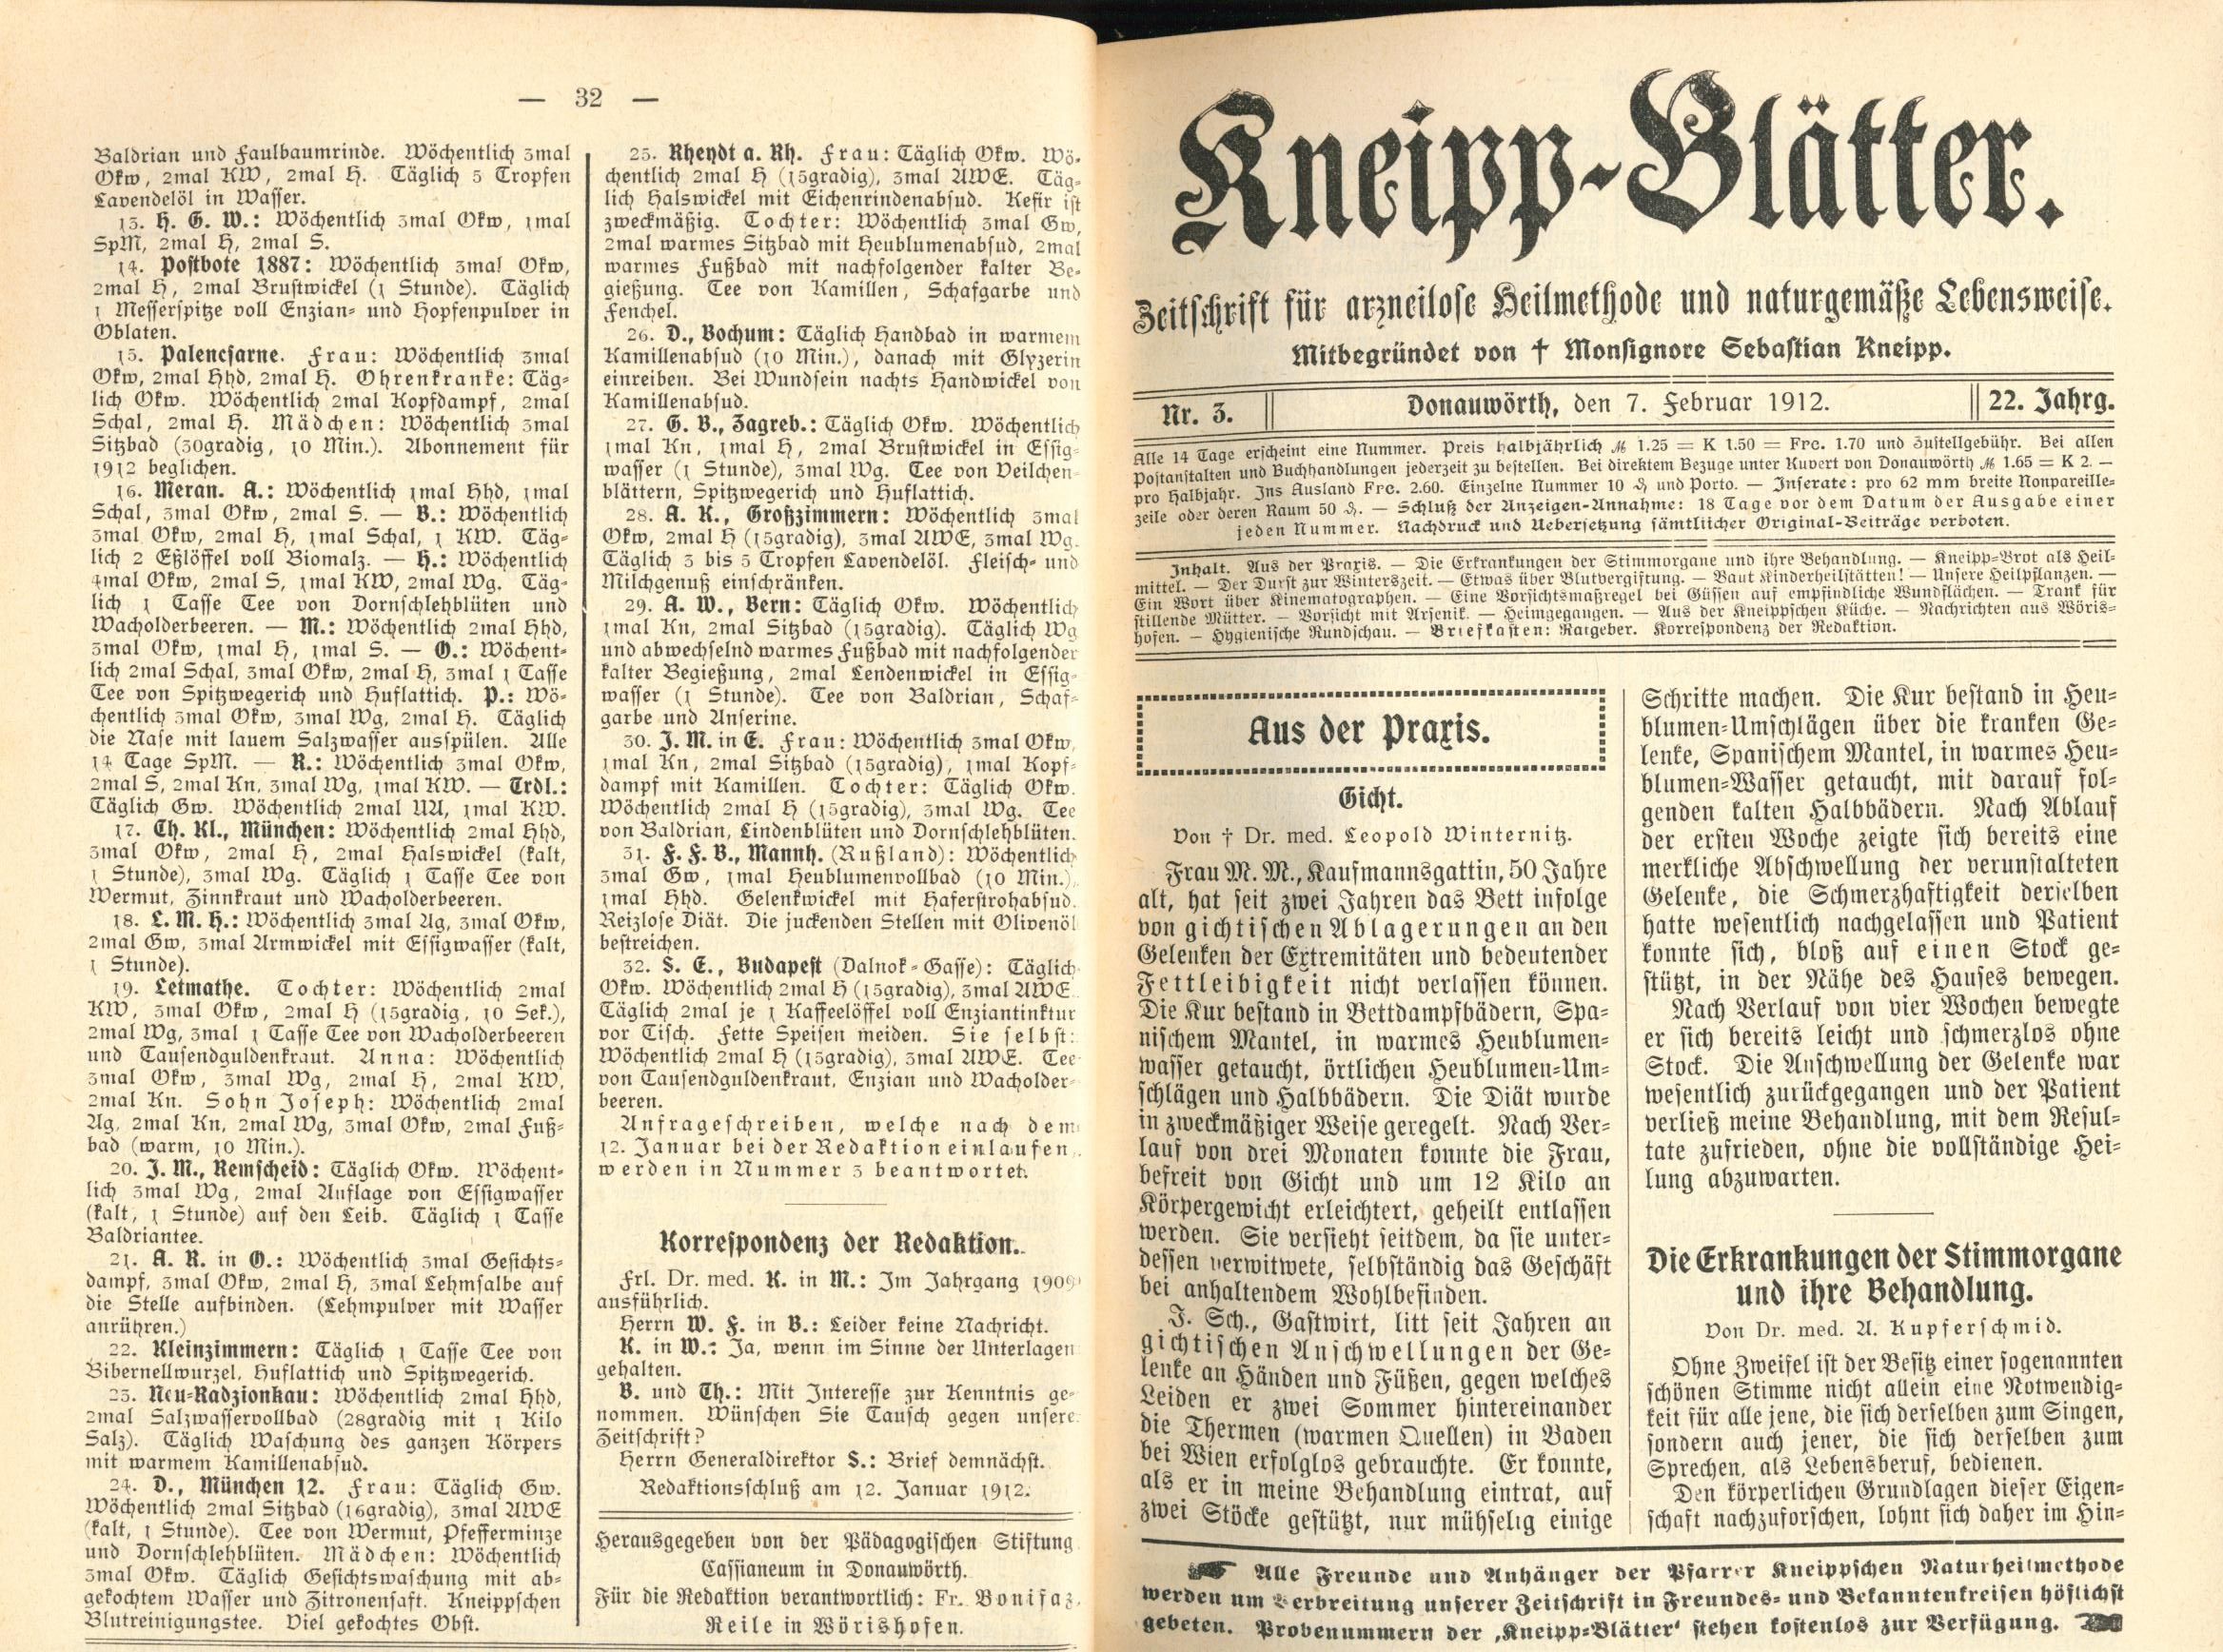 — 32 —
Baldrian und Faulbaumrinde. Wöchentlich 3mal
Okw, 2mal KW, 2mal H. Täglich 5 Tropfen
Lavendelöl in Wasser.
13. H. G. W.: Wöchentlich 3mal Okw, 1mal
SpM, 2mal H, 2mal S.
14. Postbote 1887: Wöchentlich 3mal Okw,
2mal H, 2mal Brustwickel (1 Stunde). Täglich
1 Messerspitze voll Enzian- und Hopfenpulver in
Oblaten.
15. Palencsarne. Frau: Wöchentlich 3mal
Okw, 2mal Hhd, 2mal H. Ohrenkranke: Täg-
lich Okw. Wöchentlich 2mal Kopfdampf, 2mal
Schal, 2mal H. Mädchen: Wöchentlich 3mal
Sitzbad (30gradig, 10 Min.). Abonnement für
1912 beglichen.
16. Meran. A.: Wöchentlich 1mal Hhd, 1mal
Schal, 3mal Okw, 2mal S. — B.: Wöchentlich
3mal Okw, 2mal H, 1mal Schal, 1 KW. Täg-
lich 2 Eßlöffel voll Biomalz. — H.: Wöchentlich
4mal Okw, 2mal S, 1mal KW, 2mal Wg. Täg-
lich 1 Tasse Tee von Dornschlehblüten und
Wacholderbeeren. — M.: Wöchentlich 2mal Hhd,
3mal Okw, 1mal H, 1mal S. — O.: Wöchent-
lich 2mal Schal, 3mal Okw, 2mal H, 3mal 1 Tasse
Tee von Spitzwegerich und Huflattich. P.: Wö-
chentlich 3mal Okw, 3mal Wg, 2mal H. Täglich
die Nase mit lauem Salzwasser ausspülen. Alle
14 Tage SpM. — R.: Wöchentlich 3mal Okw,
2mal S, 2mal Kn, 3mal Wg, 1mal KW. — Trdl.:
Täglich Gw. Wöchentlich 2mal UA, 1mal KW.
17. Th. Kl., München: Wöchentlich 2mal Hhd,
3mal Okw, 2mal H, 2mal Halswickel (kalt,
1 Stunde), 3mal Wg. Täglich 1 Tasse Tee von
Wermut, Zinnkraut und Wacholderbeeren.
18. L. M. H.: Wöchentlich 3mal Ag, 3mal Okw,
2mal Gw, 3mal Armwickel mit Essigwasser (kalt,
1 Stunde).
19. Letmathe. Tochter: Wöchentlich 2mal
KW, 3mal Okw, 2mal H (15gradig, 10 Sek.),
2mal Wg, 3mal 1 Tasse Tee von Wacholderbeeren
und Tausendguldenkraut. Anna: Wöchentlich
3mal Okw, 3mal Wg, 2mal H, 2mal KW,
2mal Kn. Sohn Joseph: Wöchentlich 2mal
Ag, 2mal Kn, 2mal Wg, 3mal Okw, 2mal Fuß-
bad (warm, 10 Min.).
20. J. M., Remscheid: Täglich Okw. Wöchent-
lich 3mal Wg, 2mal Auflage von Essigwasser
(kalt, 1 Stunde) auf den Leib. Täglich 1 Tasse
Baldriantee.
21. A. R. in O.: Wöchentlich 3mal Gesichts-
dampf, 3mal Okw, 2mal H, 3mal Lehmsalbe auf
die Stelle aufbinden. (Lehmpulver mit Wasser
anrühren.)
22. Kleinzimmern: Täglich 1 Tasse Tee von
Bibernellwurzel, Huflattich und Spitzwegerich.
23. Neu-Radzionkau: Wöchentlich 2mal Hhd,
2mal Salzwasservollbad (28gradig mit 1 Kilo
Salz). Täglich Waschung des ganzen Körpers
mit warmem Kamillenabsud.
24. D., München 12. Frau: Täglich Gw.
Wöchentlich 2mal Sitzbad (16gradig), 3mal AWE
(kalt, 1 Stunde). Tee von Wermut, Pfefferminze
und Dornschlehblüten. Mädchen: Wöchentlich
3mal Okw. Täglich Gesichtswaschung mit ab-
gekochtem Wasser und Zitronensaft. Kneippschen
Blutreinigungstee. Viel gekochtes Obst.
25. Rheydt a. Rh. Frau: Täglich Okw. Wö-
chentlich 2mal H (15gradig), 3mal AWE. Täg-
lich Halswickel mit Eichenrindenabsud. Kefir ist
zweckmäßig. Tochter: Wöchentlich 3mal Gw,
2mal warmes Sitzbad mit Heublumenabsud, 2mal
warmes Fußbad mit nachfolgender kalter Be-
gießung. Tee von Kamillen, Schafgarbe und
Fenchel.
26. D., Bochum: Täglich Handbad in warmem
Kamillenabsud (10 Min.), danach mit Glyzerin
einreiben. Bei Wundsein nachts Handwickel von
Kamillenabsud.
27. G. B., Zagreb.: Täglich Okw. Wöchentlich
1mal Kn, 1mal H, 2mal Brustwickel in Essig-
wasser (1 Stunde), 3mal Wg. Tee von Veilchen-
blättern, Spitzwegerich und Huflattich.
28. A. K., Großzimmern: Wöchentlich 3mal
Okw, 2mal H (15gradig), 3mal AWE, 3mal Wg.
Täglich 3 bis 5 Tropfen Lavendelöl. Fleisch- und
Milchgenuß einschränken.
29. A. W., Bern: Täglich Okw. Wöchentlich
1mal Kn, 2mal Sitzbad (15gradig). Täglich Wg
und abwechselnd warmes Fußbad mit nachfolgender
kalter Begießung, 2mal Lendenwickel in Essig-
wasser (1 Stunde). Tee von Baldrian, Schaf-
garbe und Anserine.
30. J. M. in E. Frau: Wöchentlich 3mal Okw,
1mal Kn, 2mal Sitzbad (15gradig), 1mal Kopf-
dampf mit Kamillen. Tochter: Täglich Okw.
Wöchentlich 2mal H (15gradig), 3mal Wg. Tee
von Baldrian, Lindenblüten und Dornschlehblüten.
31. F. F. B., Mannh. (Rußland): Wöchentlich
3mal Gw, 1mal Heublumenvollbad (10 Min.),
1mal Hhd. Gelenkwickel mit Haferstrohabsud.
Reizlose Diät. Die juckenden Stellen mit Olivenöl
bestreichen.
32. S. E., Budapest (Dalnok-Gasse): Täglich
Okw. Wöchentlich 2mal H (15gradig), 3mal AWE.
Täglich 2mal je 1 Kaffeelöffel voll Enziantinktur
vor Tisch. Fette Speisen meiden. Sie selbst:
Wöchentlich 2mal H (15gradig), 3mal AWE. Tee
von Tausendguldenkraut, Enzian und Wacholder-
beeren.
Anfrageschreiben, welche nach dem
12. Januar bei der Redaktion einlaufen,
werden in Nummer 3 beantwortet.
Korrespondenz der Redaktion.
Frl. Dr. med. K. in M.: Im Jahrgang 1909
ausführlich.
Herrn W. F. in B.: Leider keine Nachricht.
K. in W.: Ja, wenn im Sinne der Unterlagen
gehalten.
B. und Th.: Mit Interesse zur Kenntnis ge-
nommen. Wünschen Sie Tausch gegen unsere
Zeitschrift?
Herrn Generaldirektor S.: Brief demnächst.
Redaktionsschluß am 12. Januar 1912.
Herausgegeben von der Pädagogischen Stiftung
Cassianeum in Donauwörth.
Für die Redaktion verantwortlich: Fr. Bonifaz
Reile in Wörishofen.
Kneipp-Blätter.
Zeitschrift für arzneilose Heilmethode und naturgemäße Lebensweise.
Mitbegründet von † Monsignore Sebastian Kneipp.
Nr. 3. Donauwörth, den 7. Februar 1912. 22. Jahrg.
Alle 14 Tage erscheint eine Nummer. Preis halbjährlich ℳ 1.25 = K 1.50 = Frc. 1.70 und Zustellgebühr. Bei allen
Postanstalten und Buchhandlungen jederzeit zu bestellen. Bei direktem Bezuge unter Kuvert von Donauwörth ℳ 1.65 = K 2. —
pro Halbjahr. Ins Ausland Frc. 2.60. Einzelne Nummer 10 ₰ und Porto. — Inserate: pro 62 mm breite Nonpareille-
zeile oder deren Raum 50 ₰. — Schluß der Anzeigen-Annahme: 18 Tage vor dem Datum der Ausgabe einer
jeden Nummer. Nachdruck und Uebersetzung sämtlicher Original-Beiträge verboten.
Inhalt. Aus der Praxis. — Die Erkrankungen der Stimmorgane und ihre Behandlung. — Kneipp-Brot als Heil-
mittel. — Der Durst zur Winterszeit. — Etwas über Blutvergiftung. — Baut Kinderheilstätten! — Unsere Heilpflanzen. —
Ein Wort über Kinematographen. — Eine Vorsichtsmaßregel bei Güssen auf empfindliche Wundflächen. — Trank für
stillende Mütter. — Vorsicht mit Arsenik. — Heimgegangen. — Aus der Kneippschen Küche. — Nachrichten aus Wöris-
hofen. — Hygienische Rundschau. — Briefkasten: Ratgeber. Korrespondenz der Redaktion.
Aus der Praxis.
Gicht.
Von † Dr. med. Leopold Winternitz.
Frau M. M., Kaufmannsgattin, 50 Jahre
alt, hat seit zwei Jahren das Bett infolge
von gichtischen Ablagerungen an den
Gelenken der Extremitäten und bedeutender
Fettleibigkeit nicht verlassen können.
Die Kur bestand in Bettdampfbädern, Spa-
nischem Mantel, in warmes Heublumen-
wasser getaucht, örtlichen Heublumen-Um-
schlägen und Halbbädern. Die Diät wurde
in zweckmäßiger Weise geregelt. Nach Ver-
lauf von drei Monaten konnte die Frau,
befreit von Gicht und um 12 Kilo an
Körpergewicht erleichtert, geheilt entlassen
werden. Sie versieht seitdem, da sie unter-
dessen verwitwete, selbständig das Geschäft
bei anhaltendem Wohlbefinden.
J. Sch., Gastwirt, litt seit Jahren an
gichtischen Anschwellungen der Ge-
lenke an Händen und Füßen, gegen welches
Leiden er zwei Sommer hintereinander
die Thermen (warmen Quellen) in Baden
bei Wien erfolglos gebrauchte. Er konnte,
als er in meine Behandlung eintrat, auf
zwei Stöcke gestützt, nur mühselig einige
Schritte machen. Die Kur bestand in Heu-
blumen-Umschlägen über die kranken Ge-
lenke, Spanischem Mantel, in warmes Heu-
blumen-Wasser getaucht, mit darauf fol-
genden kalten Halbbädern. Nach Ablauf
der ersten Woche zeigte sich bereits eine
merkliche Abschwellung der verunstalteten
Gelenke, die Schmerzhaftigkeit derselben
hatte wesentlich nachgelassen und Patient
konnte sich, bloß auf einen Stock ge-
stützt, in der Nähe des Hauses bewegen.
Nach Verlauf von vier Wochen bewegte
er sich bereits leicht und schmerzlos ohne
Stock. Die Anschwellung der Gelenke war
wesentlich zurückgegangen und der Patient
verließ meine Behandlung, mit dem Resul-
tate zufrieden, ohne die vollständige Hei-
lung abzuwarten.
Die Erkrankungen der Stimmorgane
und ihre Behandlung.
Von Dr. med. A. Kupferschmid.
Ohne Zweifel ist der Besitz einer sogenannten
schönen Stimme nicht allein eine Notwendig-
keit für alle jene, die sich derselben zum Singen,
sondern auch jener, die sich derselben zum
Sprechen, als Lebensberuf, bedienen.
Den körperlichen Grundlagen dieser Eigen-
schaft nachzuforschen, lohnt sich daher im Hin-
Alle Freunde und Anhänger der Pfarrer Kneippschen Naturheilmethode
werden um Verbreitung unserer Zeitschrift in Freundes- und Bekanntenkreisen höflichst
gebeten. Probenummern der ‚Kneipp-Blätter‘ stehen kostenlos zur Verfügung.